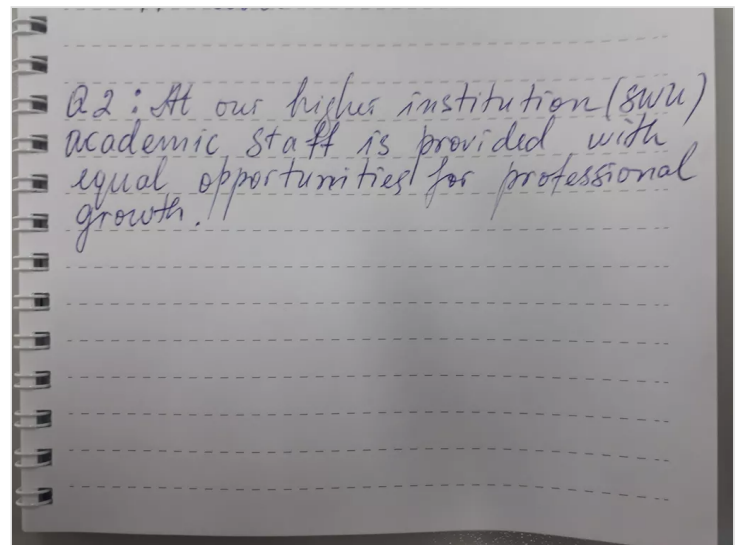 Q2: At our higher institution (SWU)
academic staff is provided with
equal opportunities for professional
growth.